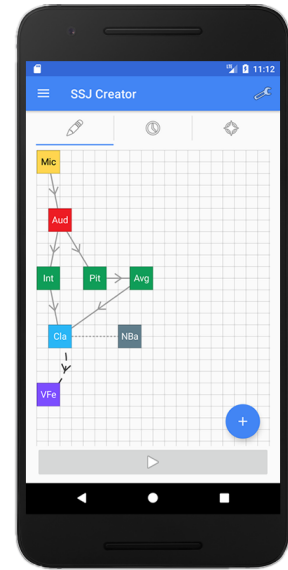 11:12
SSJ Creator
Mic
Aud
Int Pit Avg
Cla NBa
VFe